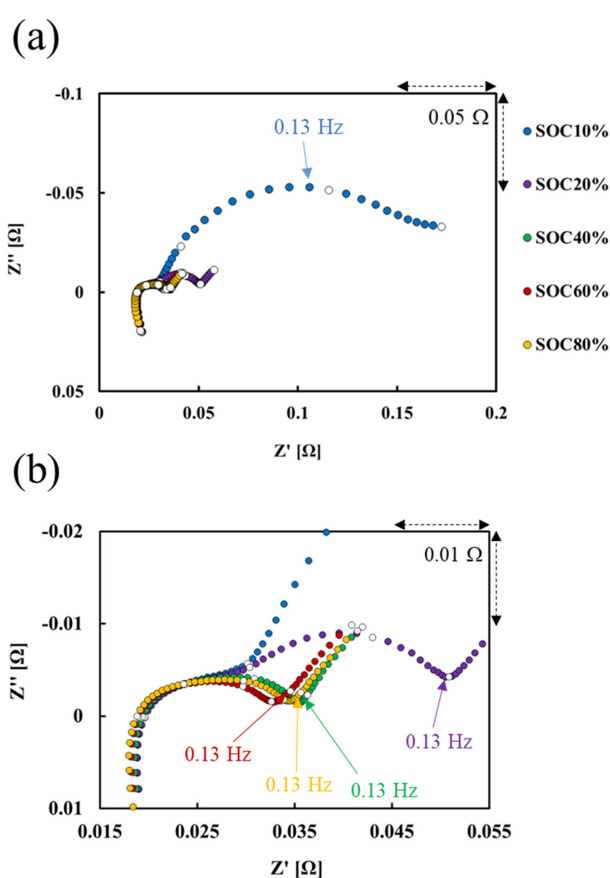 (a)
-0.1
-0.05
0
0.05
Z" [Ω]
0
0.05
0.1
0.15
0.2
Z' [Ω]
0.13 Hz
0.05 Ω
SOC10%
SOC20%
SOC40%
SOC60%
SOC80%
(b)
-0.02
-0.01
0
0.01
Z" [Ω]
0.015
0.025
0.035
0.045
0.055
Z' [Ω]
0.01 Ω
0.13 Hz
0.13 Hz
0.13 Hz
0.13 Hz